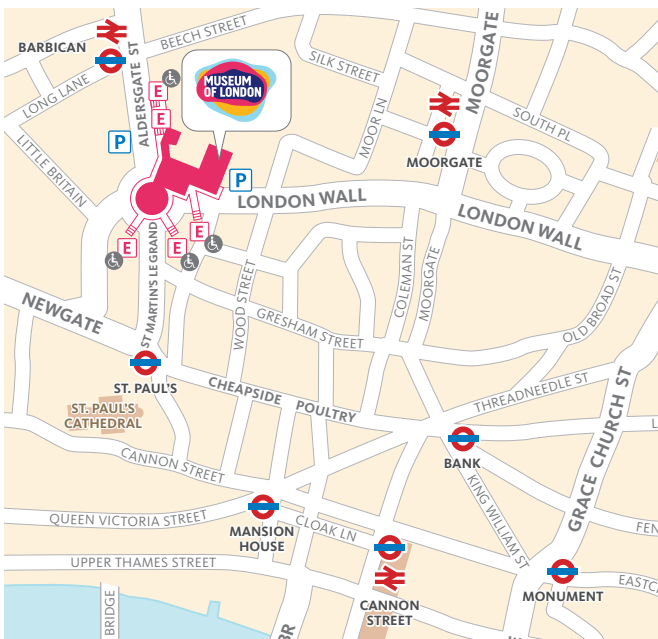 BARBICAN
ALDERSGATE ST
BEECH STREET
MOORGATE
SILK STREET
MUSEUM
OF LONDON
LONG LANE
E
E
P
MOOR LN
SOUTH PL
MOORGATE
LITTLE BRITAIN
P
LONDON WALL
LONDON WALL
E
E
E
ST MARTIN'S LE GRAND
WOOD STREET
COLEMAN ST
MOORGATE
OLD BROAD ST
NEWGATE
GRESHAM STREET
ST. PAUL'S
CHEAPSIDE
POULTRY
THREADNEEDLE ST
GRACE CHURCH ST
ST. PAUL'S
CATHEDRAL
L
BANK
CANNON STREET
KING WILLIAM ST
QUEEN VICTORIA STREET
MANSION
HOUSE
CLOAK LN
FEN
UPPER THAMES STREET
EASTC
MONUMENT
CANNON
STREET
BRIDGE
BR